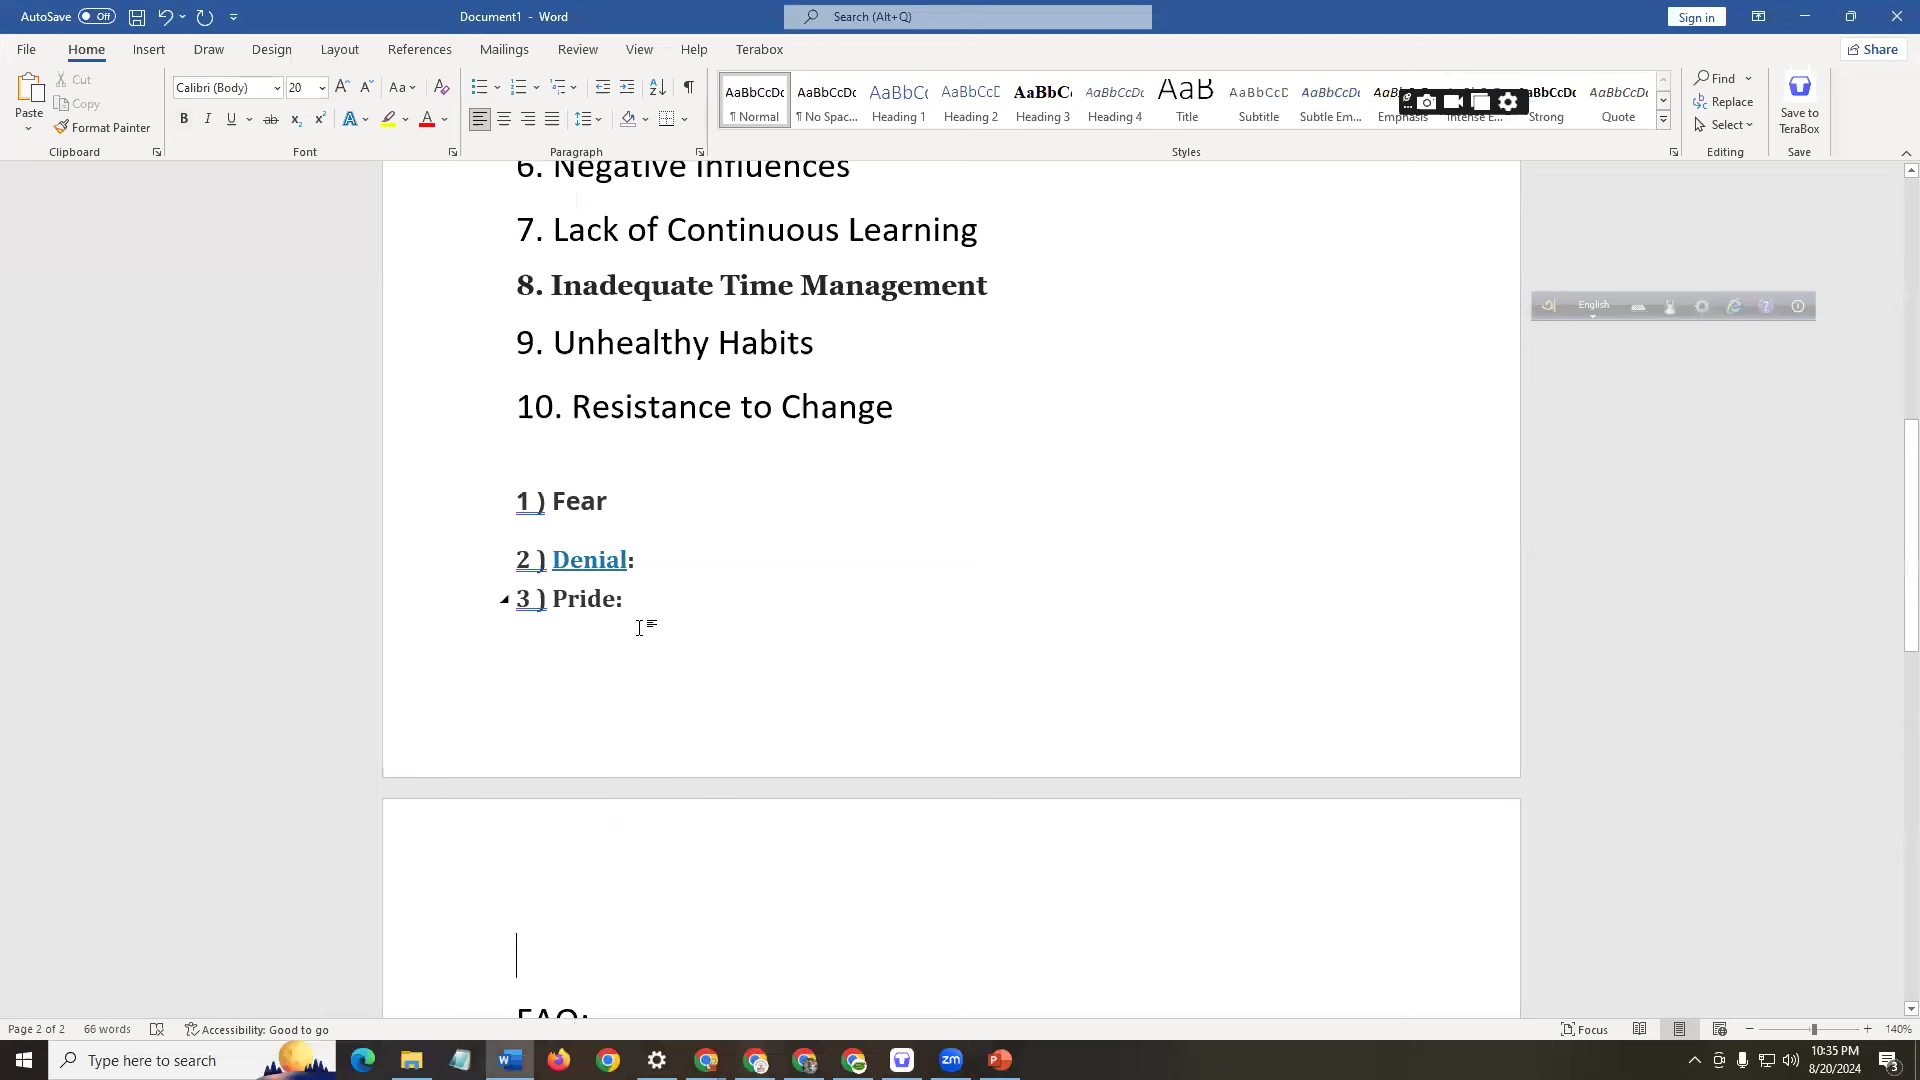 AutoSave Off
Document1 - Word
Search (Alt+Q)
Sign in
File Home Insert Draw Design Layout References Mailings Review View Help Terabox
Share
Paste
Cut
Copy
Format Painter
Clipboard
Calibri (Body) 20
Font
Paragraph
AaBbCcDc AaBbCcDc AaBbCc AaBbCcD AaBbCc AaBbCcDc AaB AaBbCcD AaBbCcDc AaBbCcDc AaBbCcDc
¶ Normal ¶ No Spac... Heading 1 Heading 2 Heading 3 Heading 4 Title Subtitle Subtle Em... Emphasis Intense E... Strong Quote
Styles
Find
Replace
Select
Editing
Save to
TeraBox
Save
6. Negative Influences
7. Lack of Continuous Learning
8. Inadequate Time Management
English
9. Unhealthy Habits
10. Resistance to Change
1 ) Fear
2 ) Denial:
3 ) Pride:
FAQ:
Page 2 of 2 66 words Accessibility: Good to go
Focus
140%
Type here to search
zm
10:35 PM
8/20/2024
3